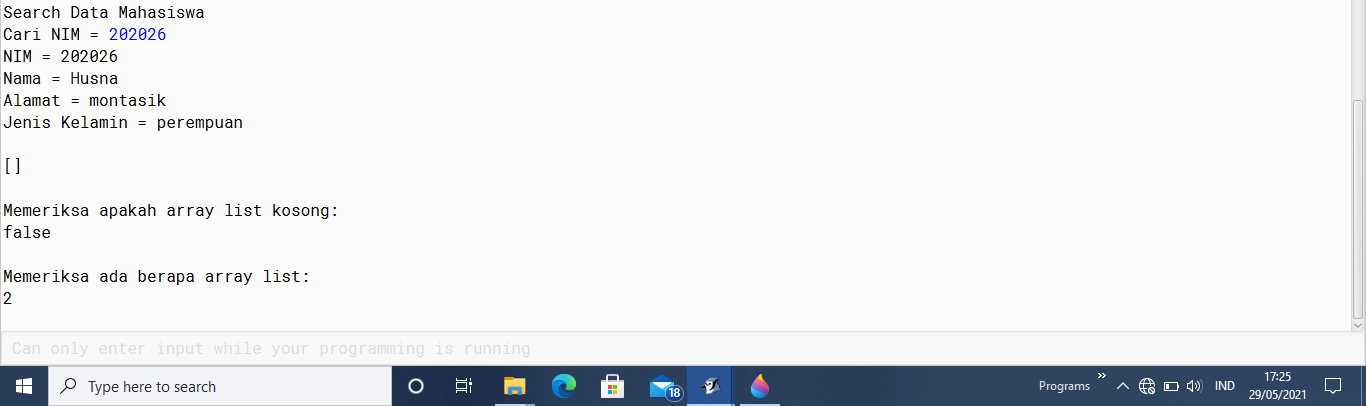 Search Data Mahasiswa
Cari NIM = 202026
NIM = 202026
Nama = Husna
Alamat = montasik
Jenis Kelamin = perempuan
[]
Memeriksa apakah array list kosong:
false
Memeriksa ada berapa array list:
2
Can only enter input while your programming is running
Type here to search
18
Programs
IND
17:25
29/05/2021